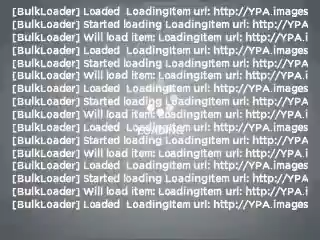 [BulkLoader] Loaded  LoadingItem url: http://YPA.images
[BulkLoader] Started loading LoadingItem url: http://YPA
[BulkLoader] Will load item: LoadingItem url: http://YPA.i
[BulkLoader] Loaded  LoadingItem url: http://YPA.images
[BulkLoader] Started loading LoadingItem url: http://YPA
[BulkLoader] Will load item: LoadingItem url: http://YPA.i
[BulkLoader] Loaded  LoadingItem url: http://YPA.images
[BulkLoader] Started loading LoadingItem url: http://YPA
[BulkLoader] Will load item: LoadingItem url: http://YPA.i
[BulkLoader] Loaded  LoadingItem url: http://YPA.images
[BulkLoader] Started loading LoadingItem url: http://YPA
[BulkLoader] Will load item: LoadingItem url: http://YPA.i
[BulkLoader] Loaded  LoadingItem url: http://YPA.images
[BulkLoader] Started loading LoadingItem url: http://YPA
[BulkLoader] Will load item: LoadingItem url: http://YPA.i
[BulkLoader] Loaded  LoadingItem url: http://YPA.images